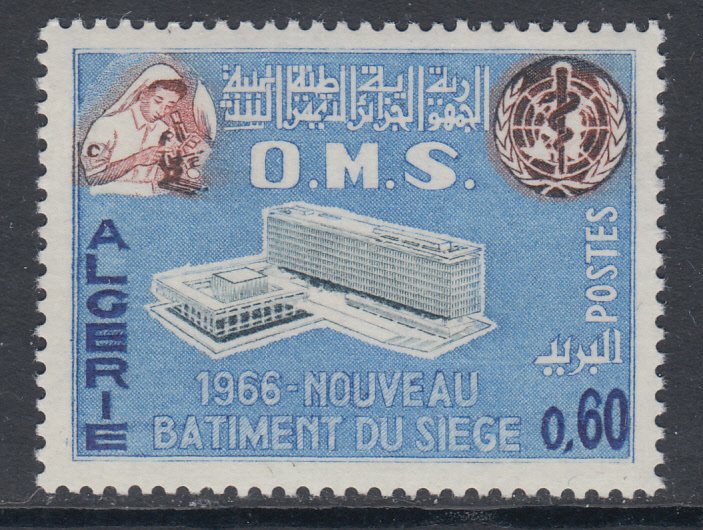 الجمهورية الجزائرية الديمقراطية الشعبية
O.M.S.
ALGERIE
POSTES
البريد
1966-NOUVEAU
BATIMENT DU SIEGE
0,60